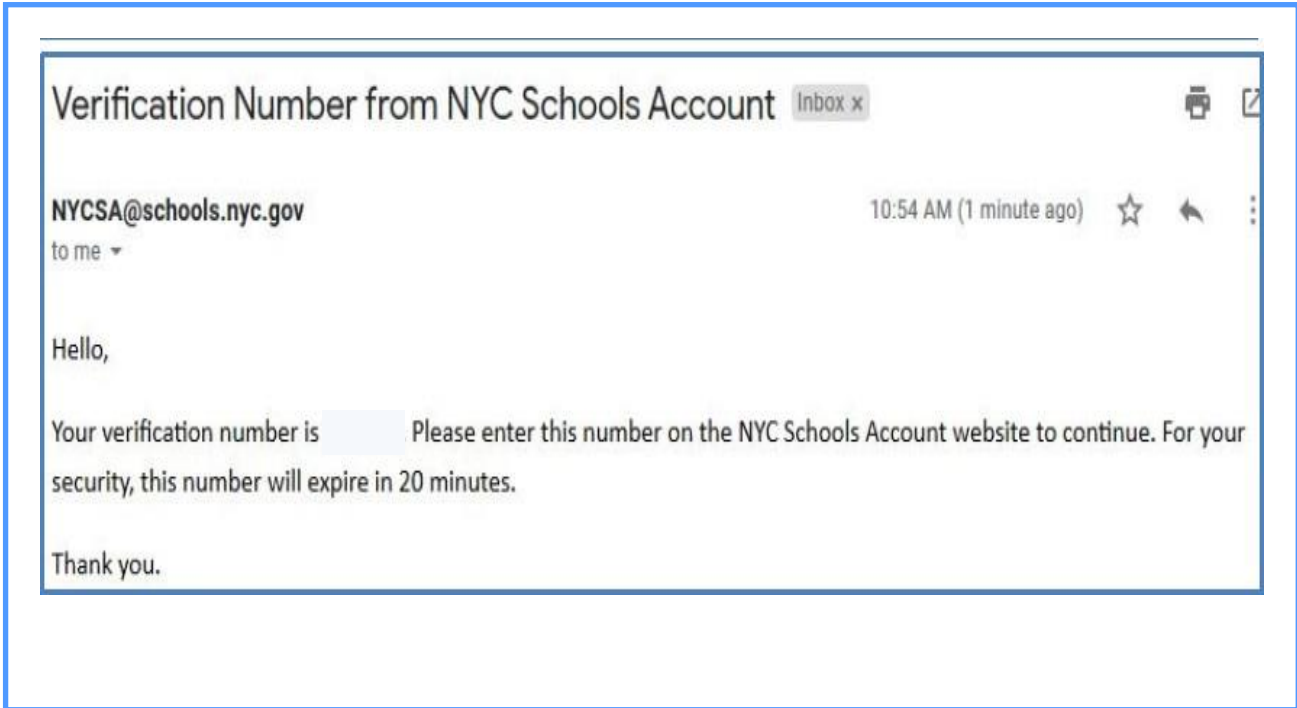 Verification Number from NYC Schools Account Inbox x
NYCSA@schools.nyc.gov 10:54 AM (1 minute ago)
to me
Hello,
Your verification number is . Please enter this number on the NYC Schools Account website to continue. For your
security, this number will expire in 20 minutes.
Thank you.